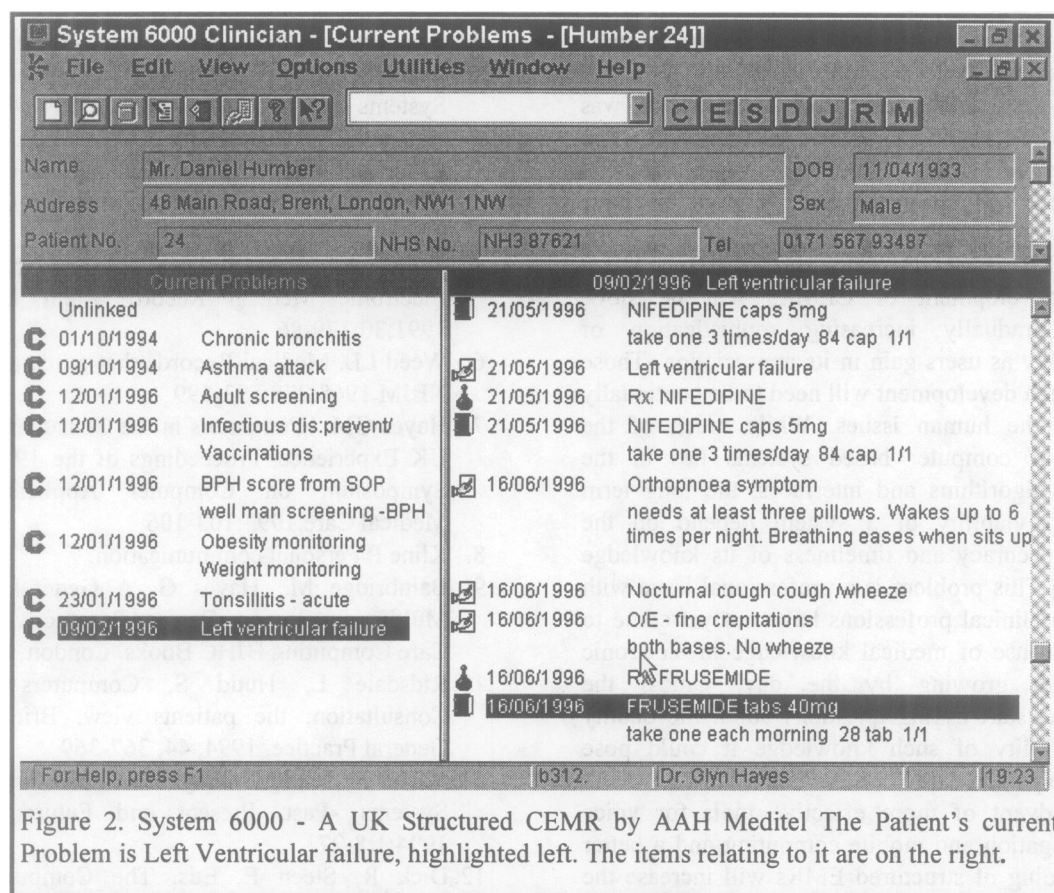 System 6000 Clinician - [Current Problems - [Humber 24]]
File Edit View Options Utilities Window Help
C E S D J R M
Name Mr. Daniel Humber DOB 11/04/1933
Address 46 Main Road, Brent, London, NW1 1NW Sex Male
Patient No. 24 NHS No. NH3 87621 Tel 0171 567 93487
Current Problems
Unlinked
C 01/10/1994 Chronic bronchitis
C 09/10/1994 Asthma attack
C 12/01/1996 Adult screening
C 12/01/1996 Infectious dis:prevent/
Vaccinations
C 12/01/1996 BPH score from SOP
well man screening -BPH
C 12/01/1996 Obesity monitoring
Weight monitoring
C 23/01/1996 Tonsilitis - acute
C 09/02/1996 Left ventricular failure
09/02/1996 Left ventricular failure
21/05/1996 NIFEDIPINE caps 5mg
take one 3 times/day 84 cap 1/1
21/05/1996 Left ventricular failure
21/05/1996 Rx: NIFEDIPINE
21/05/1996 NIFEDIPINE caps 5mg
take one 3 times/day 84 cap 1/1
16/06/1996 Orthopnoea symptom
needs at least three pillows. Wakes up to 6
times per night. Breathing eases when sits up
16/06/1996 Nocturnal cough cough /wheeze
16/06/1996 O/E - fine crepitations
both bases. No wheeze
16/06/1996 Rx FRUSEMIDE
16/06/1996 FRUSEMIDE tabs 40mg
take one each morning 28 tab 1/1
For Help, press F1 b312. Dr. Glyn Hayes 19:23
Figure 2. System 6000 - A UK Structured CEMR by AAH Meditel The Patient's current
Problem is Left Ventricular failure, highlighted left. The items relating to it are on the right.